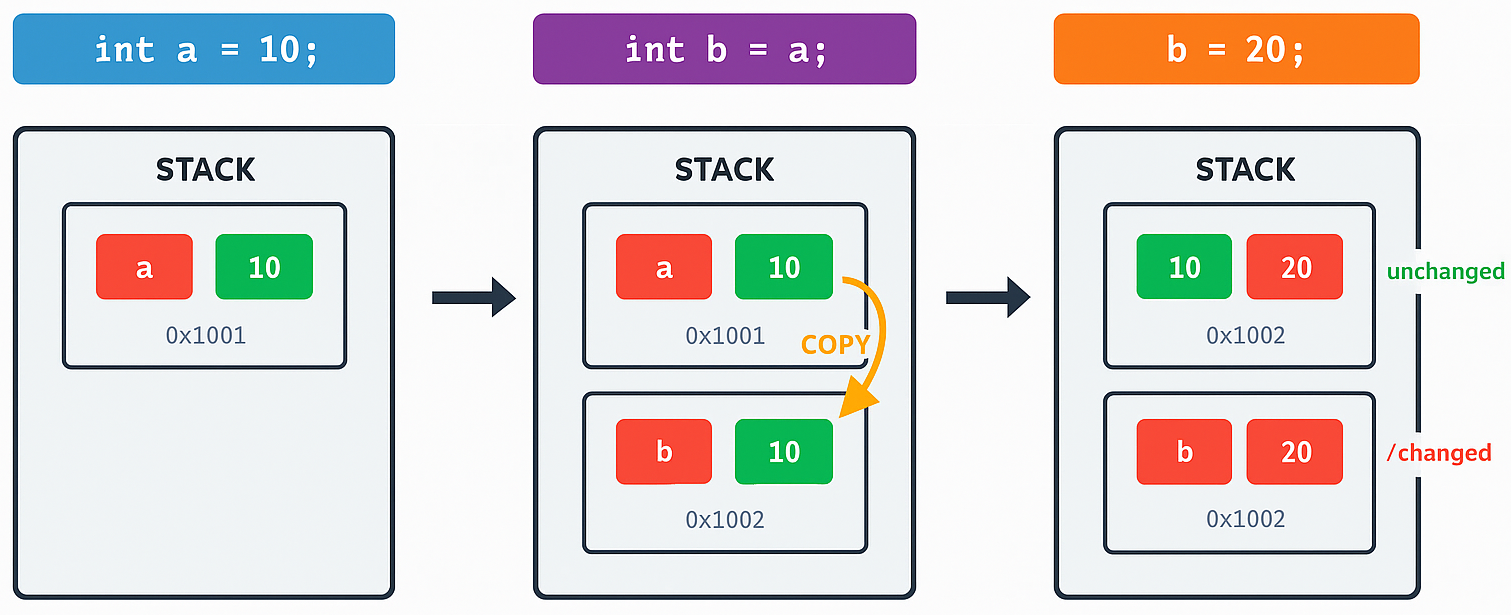 int a = 10;
int b = a;
b = 20;
STACK
a 10
0x1001
STACK
a 10
0x1001
COPY
b 10
0x1002
STACK
10 20
0x1002
unchanged
b 20
0x1002
/changed